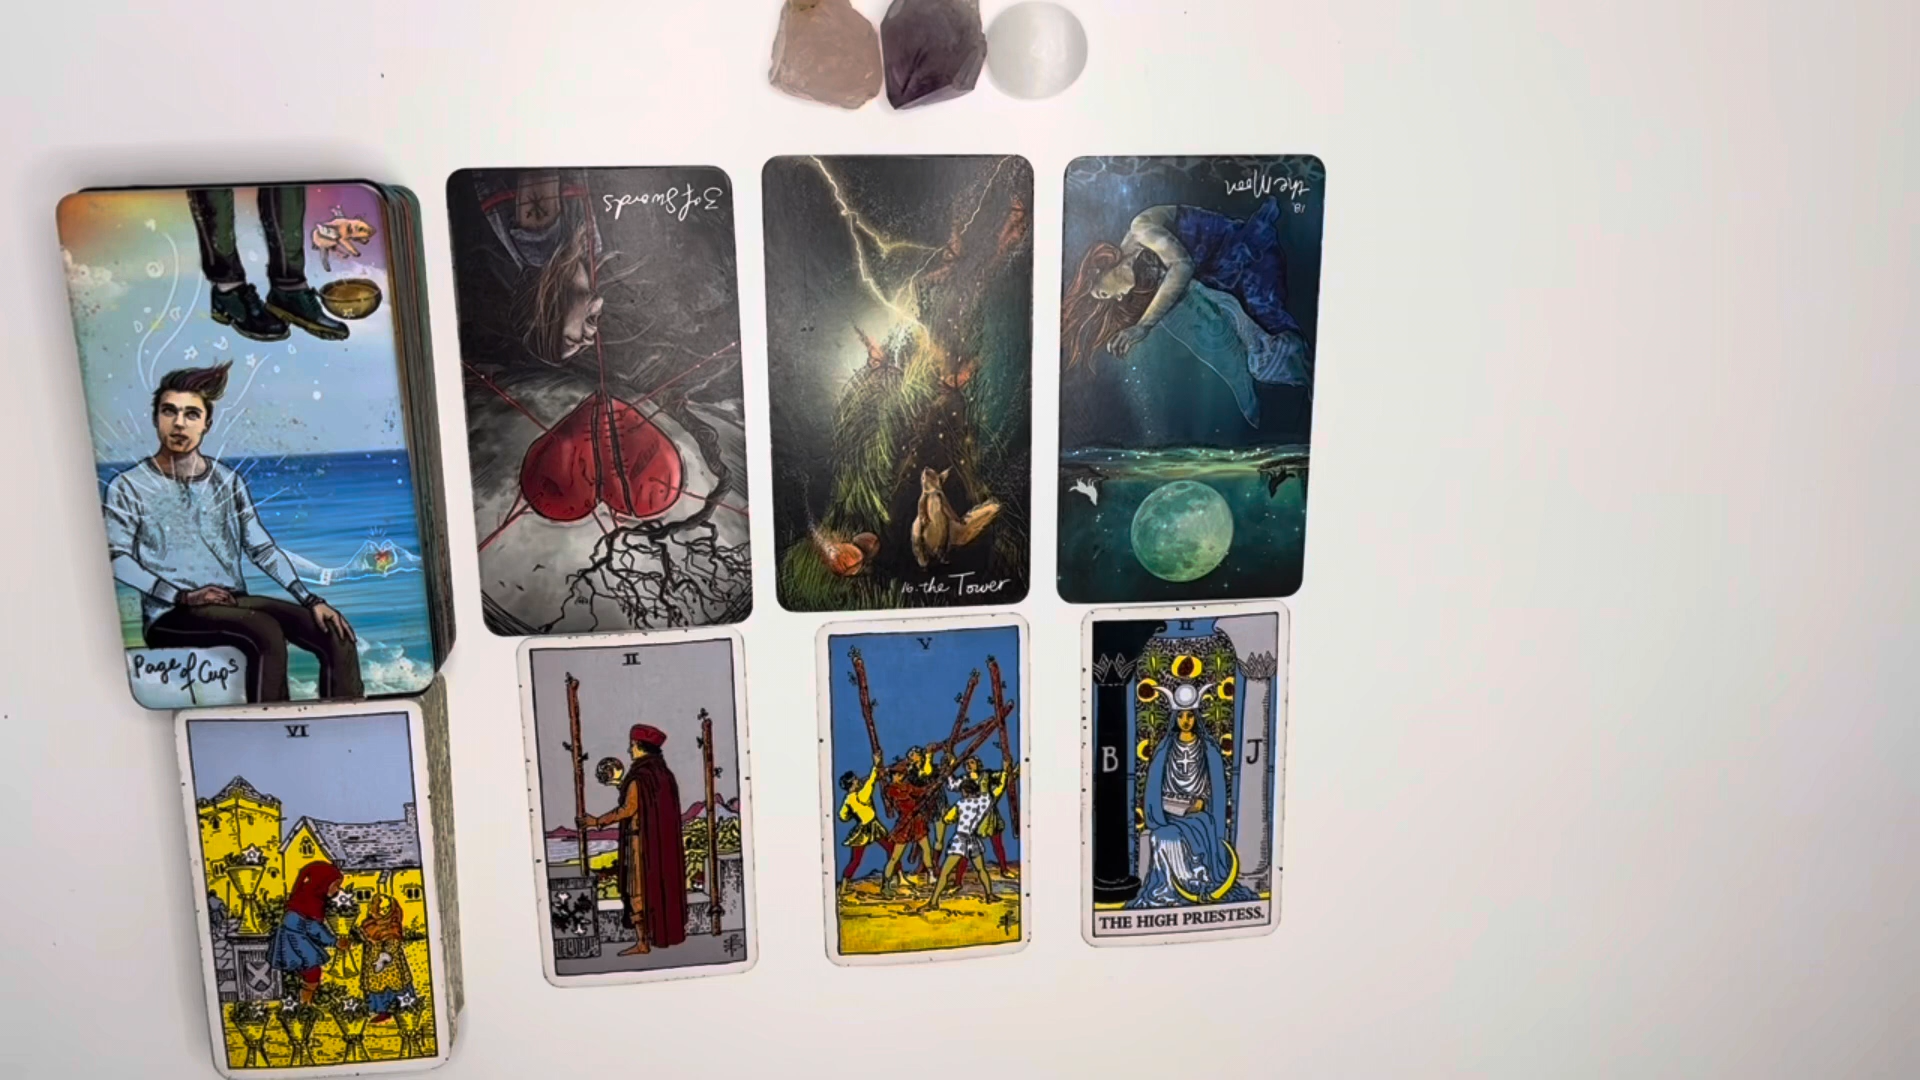 3 of Swords
18.
the Moon
16. the Tower
Page of Cups
VI
II
V
II
B
J
THE HIGH PRIESTESS.